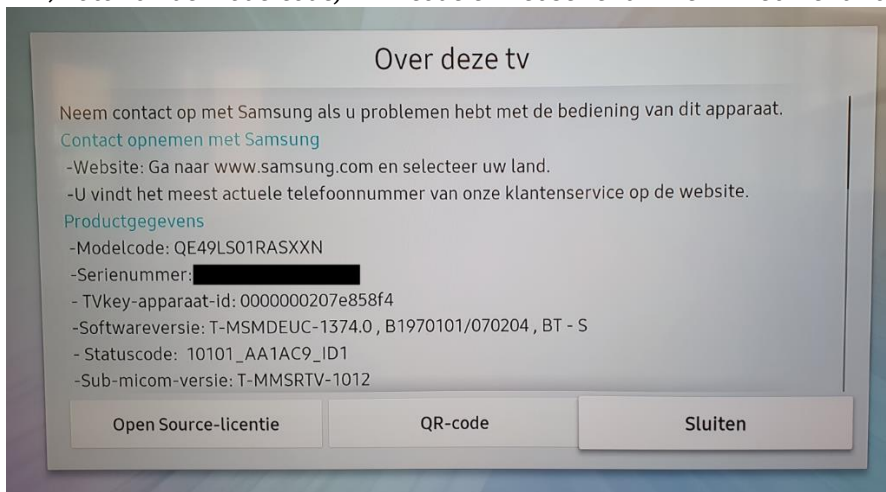 Over deze tv
Neem contact op met Samsung als u problemen hebt met de bediening van dit apparaat.
Contact opnemen met Samsung
-Website: Ga naar www.samsung.com en selecteer uw land.
-U vindt het meest actuele telefoonnummer van onze klantenservice op de website.
Productgegevens
-Modelcode: QE49LS01RASXXN
-Serienummer:
- TVkey-apparaat-id: 0000000207e858f4
-Softwareversie: T-MSMDEUC-1374.0 , B1970101/070204 , BT - S
- Statuscode: 10101_AA1AC9_ID1
-Sub-micom-versie: T-MMSRTV-1012
Open Source-licentie
QR-code
Sluiten